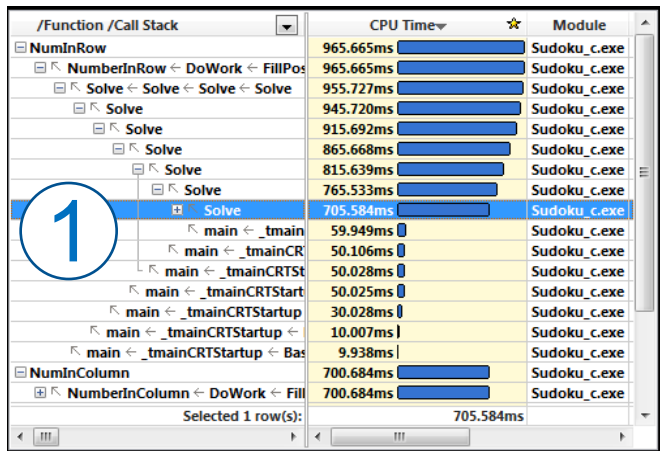 /Function /Call Stack CPU Time Module
NumInRow 965.665ms Sudoku_c.exe
NumberInRow ← DoWork ← FillPos 965.665ms Sudoku_c.exe
Solve ← Solve ← Solve ← Solve 955.727ms Sudoku_c.exe
Solve 945.720ms Sudoku_c.exe
Solve 915.692ms Sudoku_c.exe
Solve 865.668ms Sudoku_c.exe
Solve 815.639ms Sudoku_c.exe
Solve 765.533ms Sudoku_c.exe
Solve 705.584ms Sudoku_c.exe
1
main ← _tmain 59.949ms Sudoku_c.exe
main ← _tmainCR 50.106ms Sudoku_c.exe
main ← _tmainCRTSt 50.028ms Sudoku_c.exe
main ← _tmainCRTStart 50.025ms Sudoku_c.exe
main ← _tmainCRTStartup 30.028ms Sudoku_c.exe
main ← _tmainCRTStartup ← 10.007ms Sudoku_c.exe
main ← _tmainCRTStartup ← Bas 9.938ms Sudoku_c.exe
NumInColumn 700.684ms Sudoku_c.exe
NumberInColumn ← DoWork ← Fill 700.684ms Sudoku_c.exe
Selected 1 row(s): 705.584ms